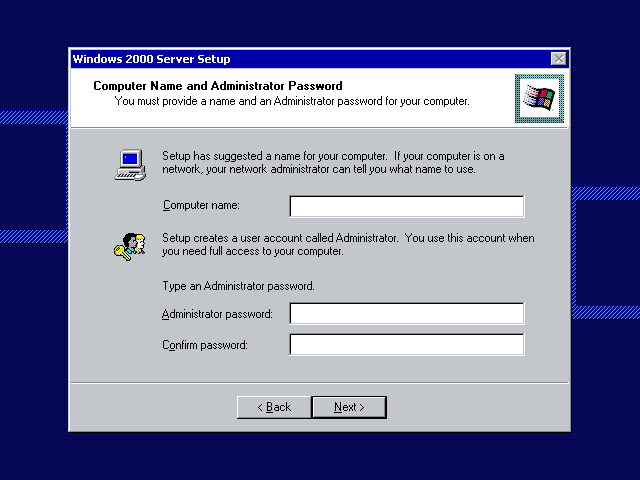 Windows 2000 Server Setup
Computer Name and Administrator Password
You must provide a name and an Administrator password for your computer.
Setup has suggested a name for your computer. If your computer is on a
network, your network administrator can tell you what name to use.
Computer name:
Setup creates a user account called Administrator. You use this account when
you need full access to your computer.
Type an Administrator password.
Administrator password:
Confirm password:
< Back
Next >